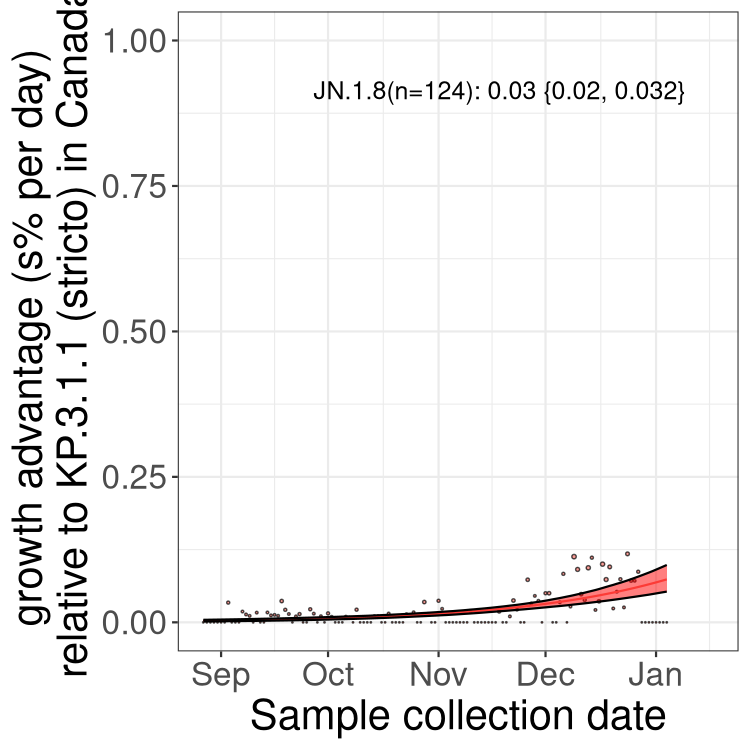 growth advantage (s% per day)
relative to KP.3.1.1 (stricto) in Canada
1.00
0.75
0.50
0.25
0.00
JN.1.8(n=124): 0.03 {0.02, 0.032}
Sep Oct Nov Dec Jan
Sample collection date